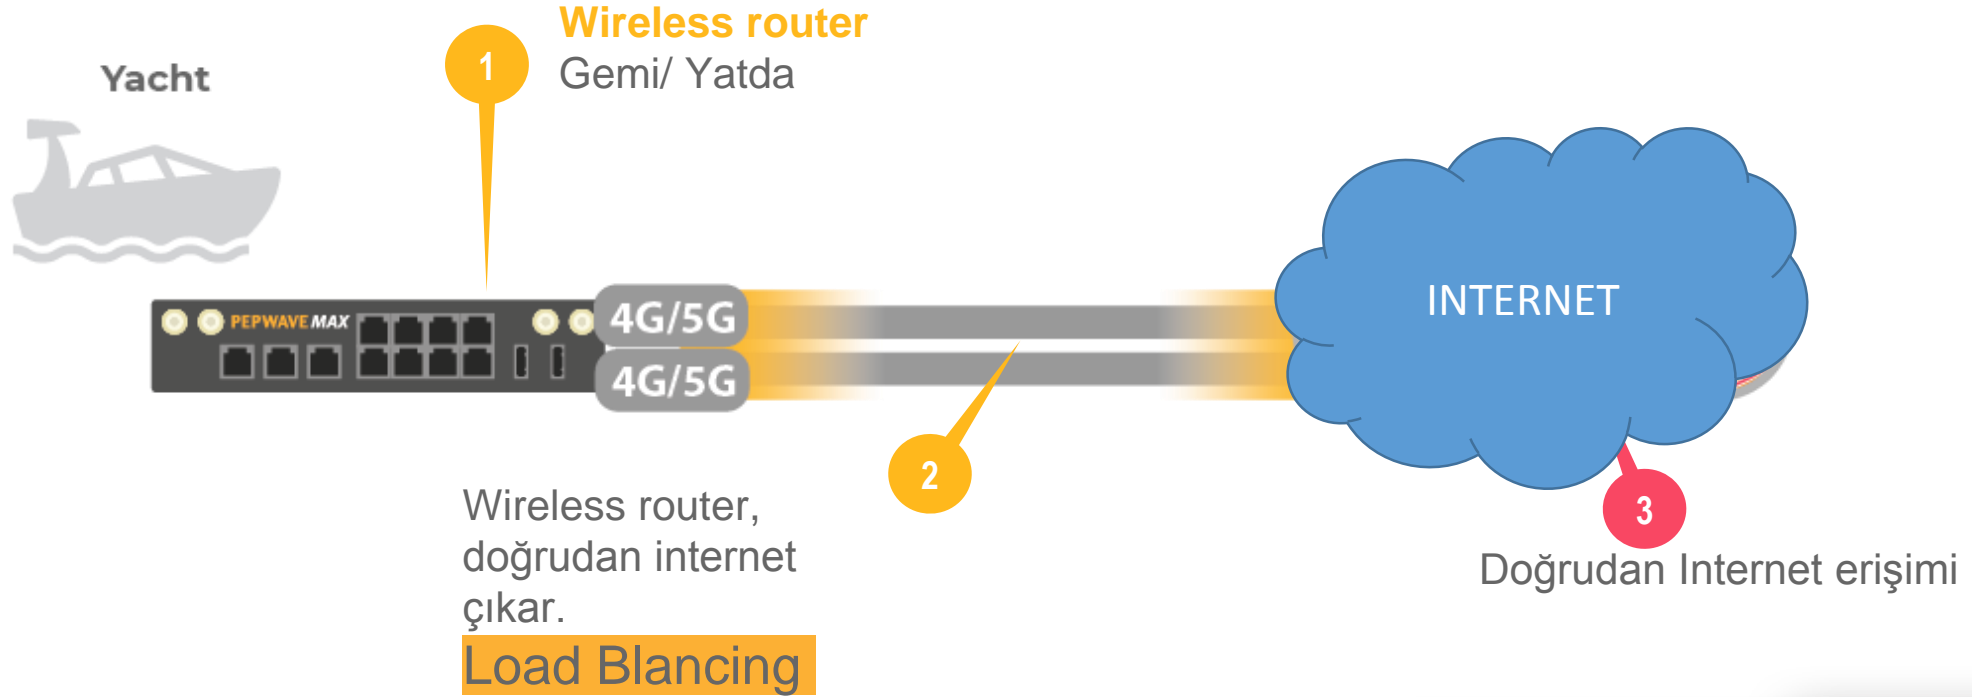 Wireless router
1
Gemi/ Yatda
Yacht
PEPWAVE MAX
4G/5G
4G/5G
INTERNET
2
3
Wireless router,
doğrudan internet
çıkar.
Load Blancing
Doğrudan Internet erişimi